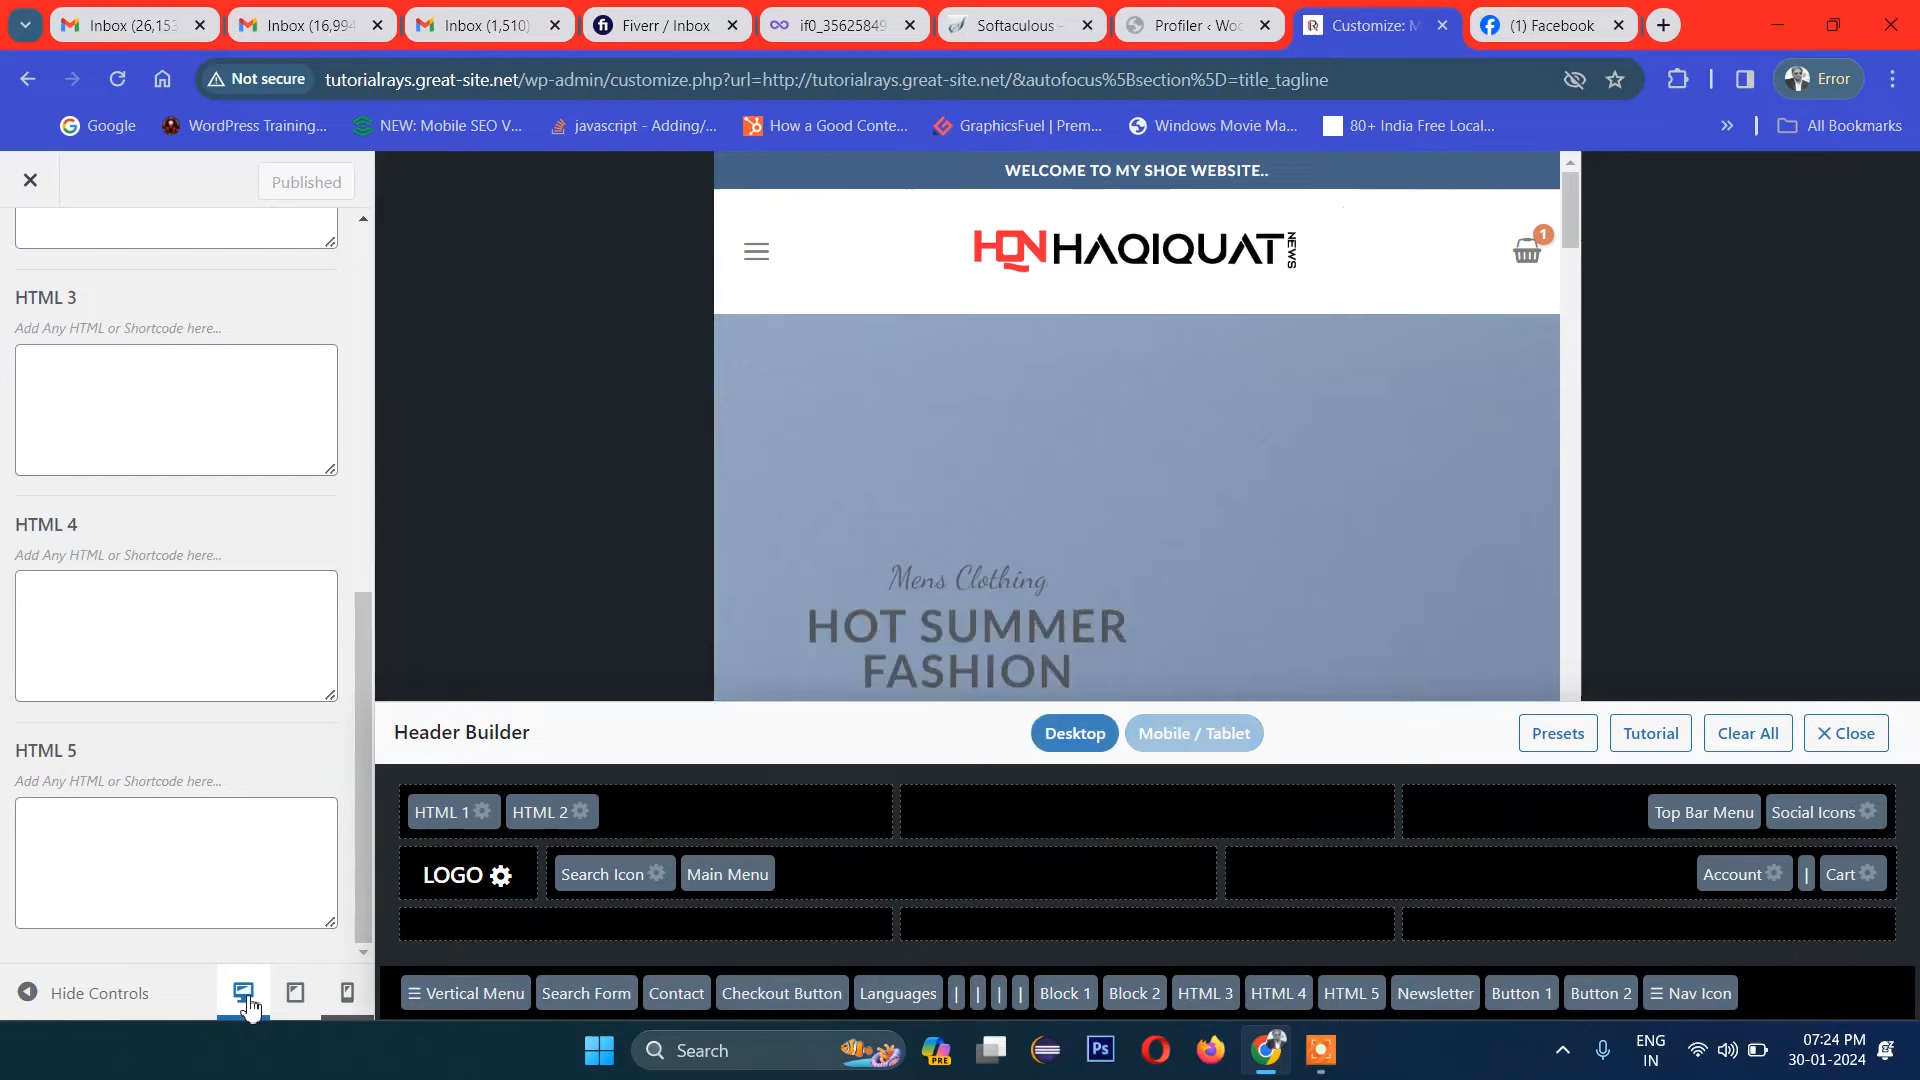 Inbox (26,153
Inbox (16,994
Inbox (1,510)
Fiverr / Inbox
if0_35625849
Softaculous -
Profiler ‹ Woo
Customize: M
(1) Facebook
Not secure
tutorialrays.great-site.net/wp-admin/customize.php?url=http://tutorialrays.great-site.net/&autofocus%5Bsection%5D=title_tagline
Error
Google
WordPress Training...
NEW: Mobile SEO V...
javascript - Adding/...
How a Good Conte...
GraphicsFuel | Prem...
Windows Movie Ma...
80+ India Free Local...
All Bookmarks
Published
HTML 3
Add Any HTML or Shortcode here...
HTML 4
Add Any HTML or Shortcode here...
HTML 5
Add Any HTML or Shortcode here...
Hide Controls
WELCOME TO MY SHOE WEBSITE..
HQN HAQIQUAT NEWS
1
Mens Clothing
HOT SUMMER
FASHION
Header Builder
Desktop
Mobile / Tablet
Presets
Tutorial
Clear All
Close
HTML 1
HTML 2
Top Bar Menu
Social Icons
LOGO
Search Icon
Main Menu
Account
|
Cart
Vertical Menu
Search Form
Contact
Checkout Button
Languages
|
|
|
|
Block 1
Block 2
HTML 3
HTML 4
HTML 5
Newsletter
Button 1
Button 2
Nav Icon
Search
PRE
Ps
ENG
IN
07:24 PM
30-01-2024